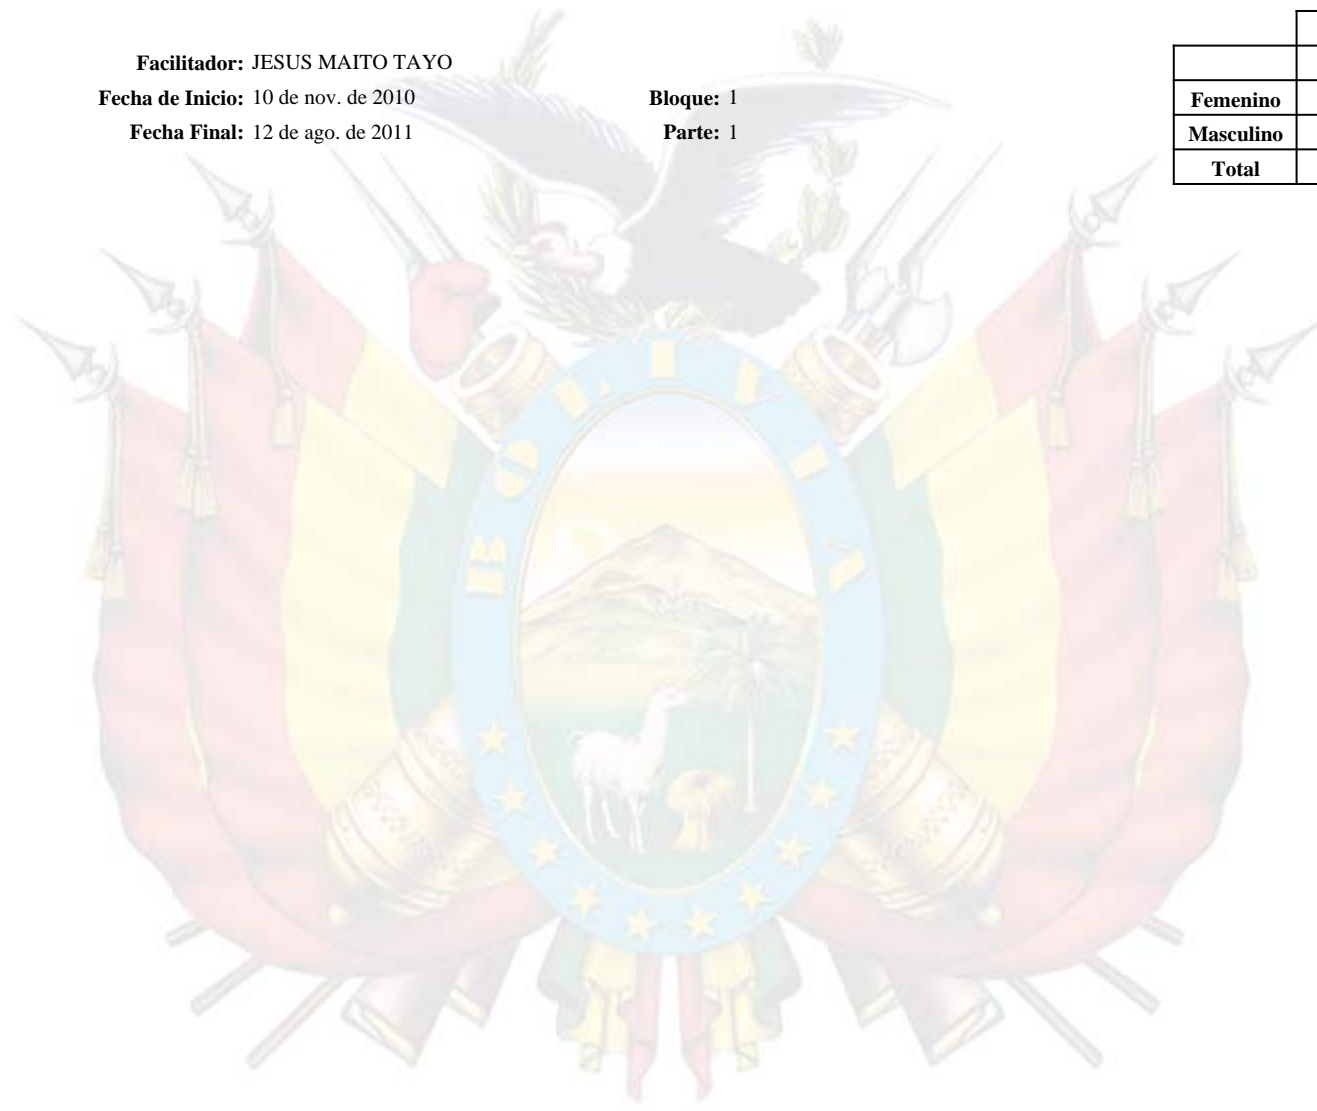 Facilitador: JESUS MAITO TAYO
Fecha de Inicio: 10 de nov. de 2010 Bloque: 1
Fecha Final: 12 de ago. de 2011 Parte: 1
Femenino
Masculino
Total
BOLIVIA